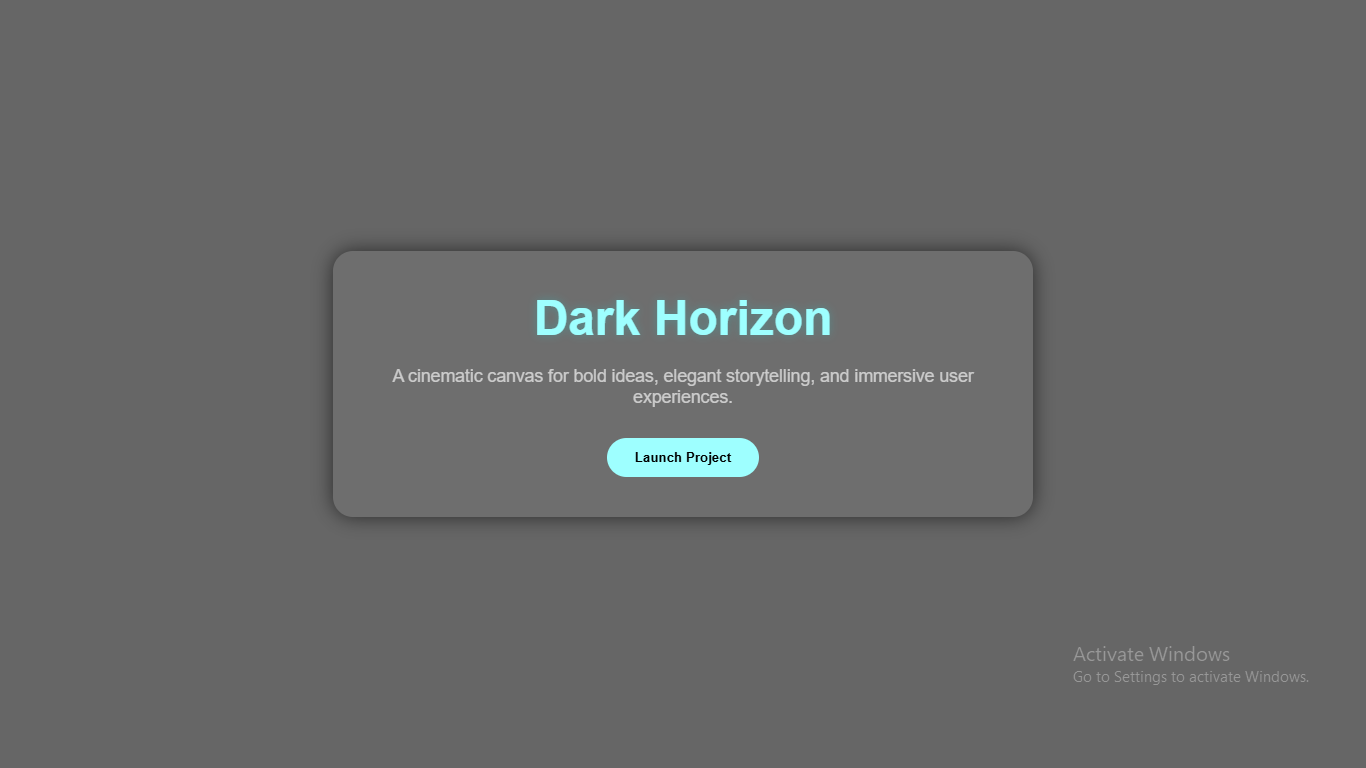 Dark Horizon
A cinematic canvas for bold ideas, elegant storytelling, and immersive user
experiences.
Launch Project
Activate Windows
Go to Settings to activate Windows.